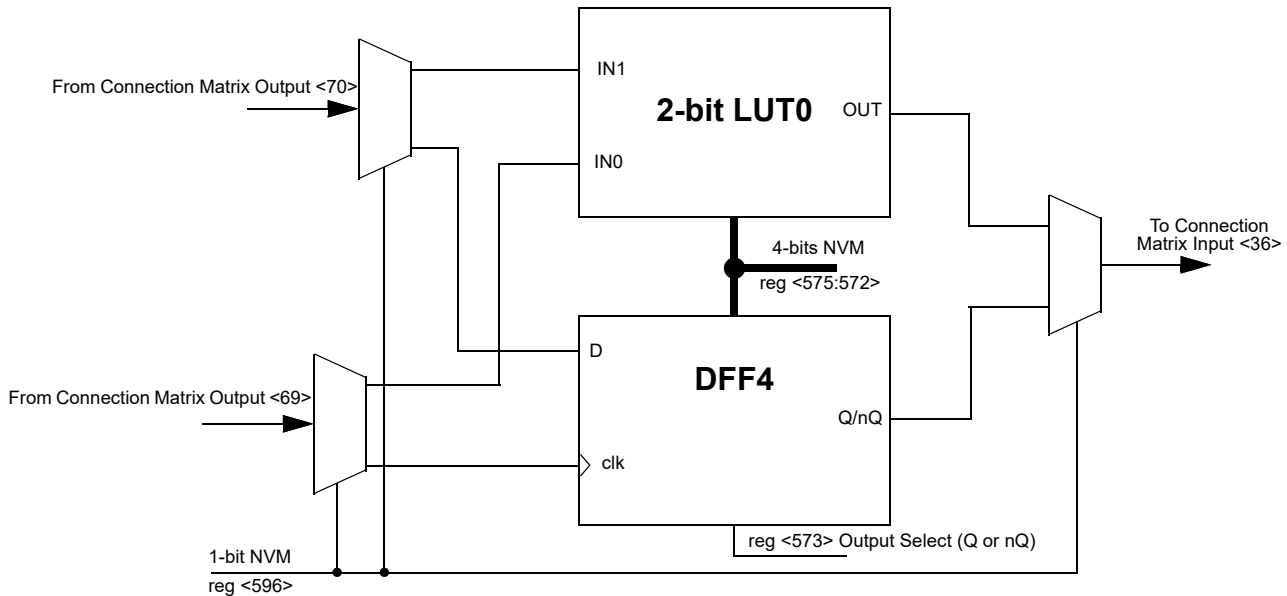 From Connection Matrix Output <70>
IN1
2-bit LUT0
OUT
IN0
To Connection
Matrix Input <36>
4-bits NVM
reg <575:572>
D
DFF4
From Connection Matrix Output <69>
Q/nQ
clk
reg <573> Output Select (Q or nQ)
1-bit NVM
reg <596>